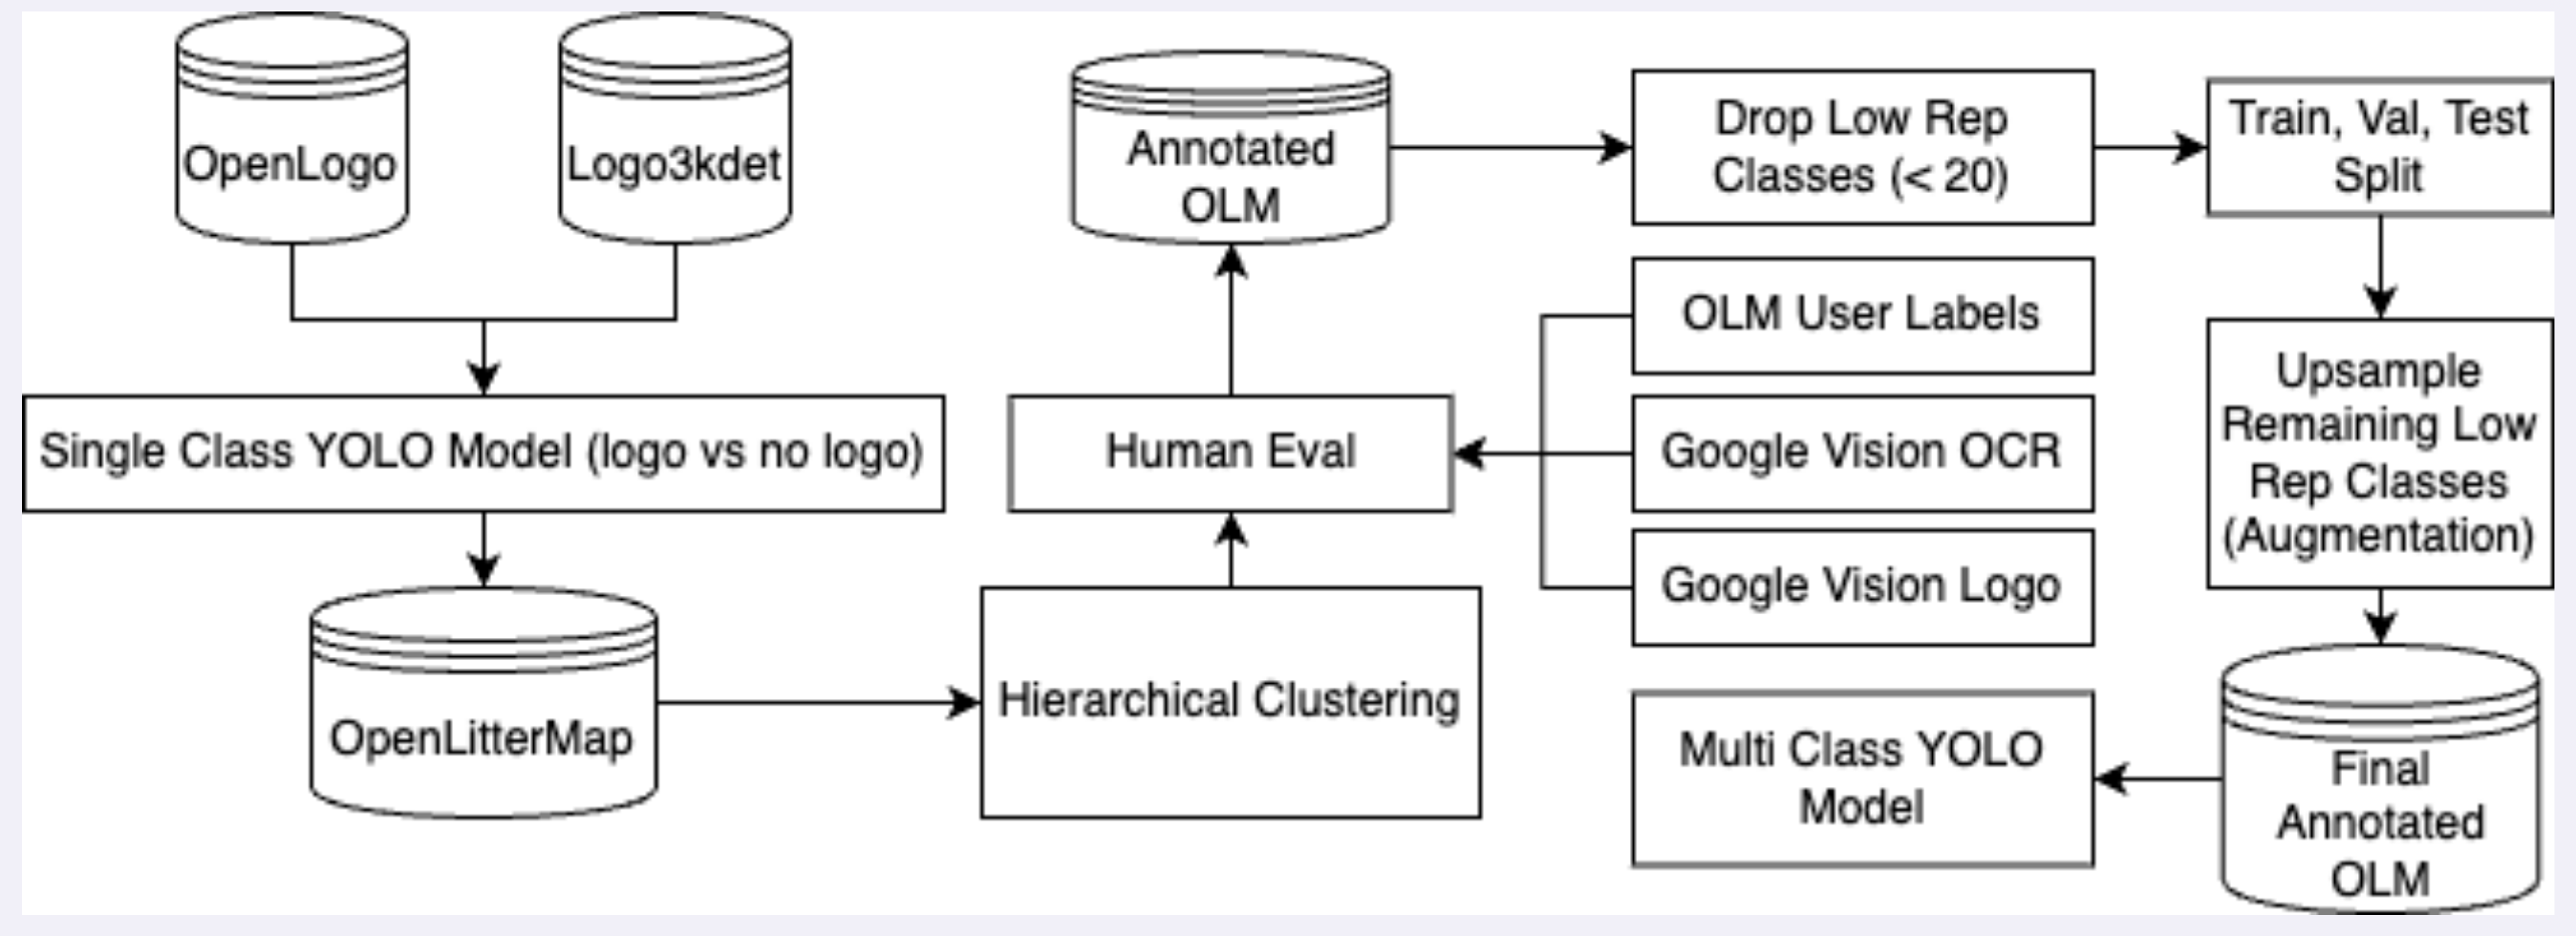 OpenLogo
Logo3kdet
Single Class YOLO Model (logo vs no logo)
OpenLitterMap
Hierarchical Clustering
Human Eval
OLM User Labels
Google Vision OCR
Google Vision Logo
Annotated
OLM
Drop Low Rep
Classes (< 20)
Train, Val, Test
Split
Upsample
Remaining Low
Rep Classes
(Augmentation)
Final
Annotated
OLM
Multi Class YOLO
Model